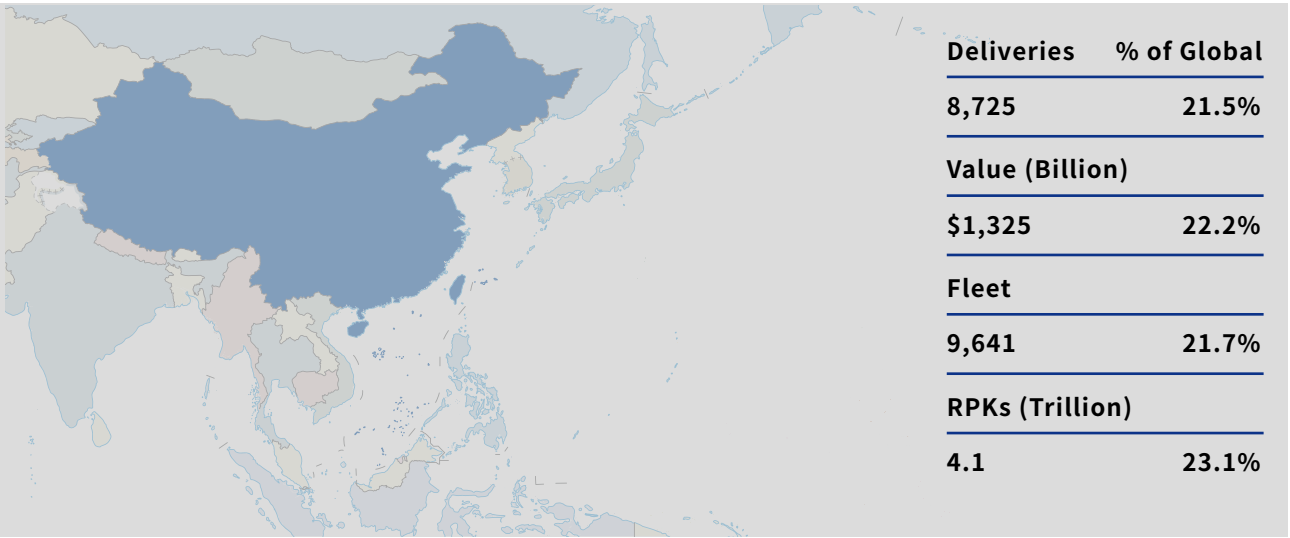 Deliveries % of Global
8,725 21.5%
Value (Billion)
$1,325 22.2%
Fleet
9,641 21.7%
RPKs (Trillion)
4.1 23.1%